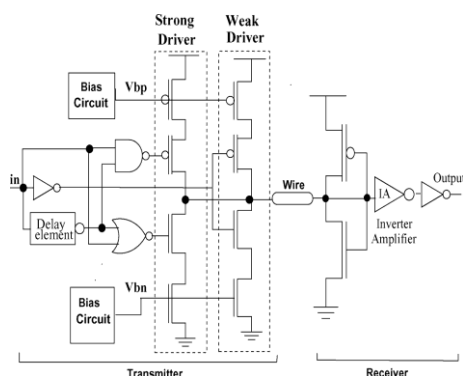 Strong Driver
Weak Driver
Bias Circuit
Vbp
in
Delay element
Wire
IA
Output
Inverter Amplifier
Bias Circuit
Vbn
Transmitter
Receiver